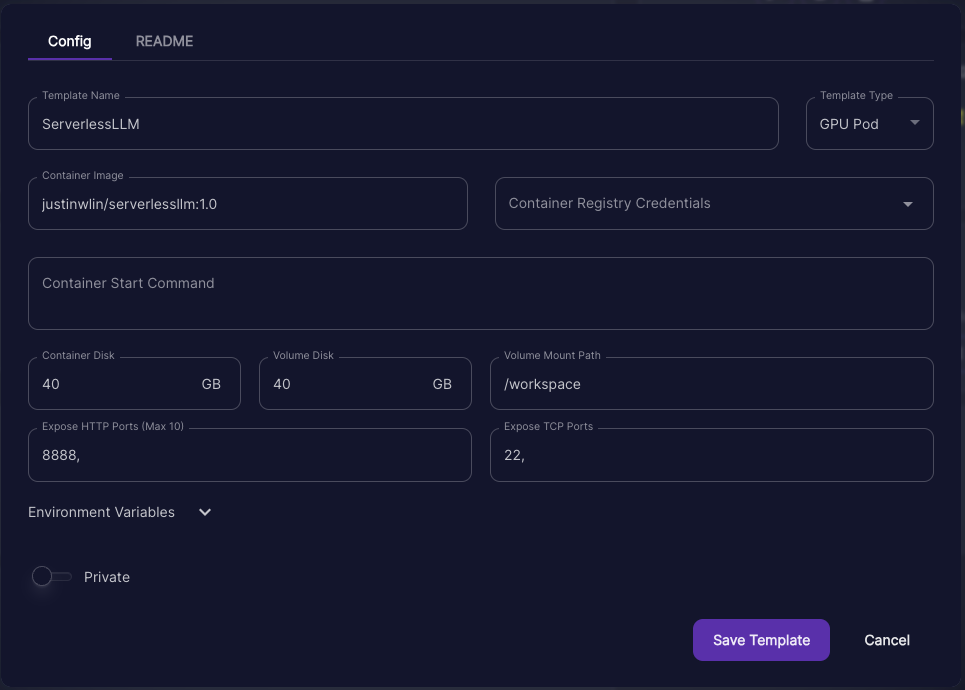 Config README
Template Name
ServerlessLLM
Template Type
GPU Pod
Container Image
justinwlin/serverlessllm:1.0
Container Registry Credentials
Container Start Command
Container Disk
40 GB
Volume Disk
40 GB
Volume Mount Path
/workspace
Expose HTTP Ports (Max 10)
8888,
Expose TCP Ports
22,
Environment Variables
Private
Save Template Cancel